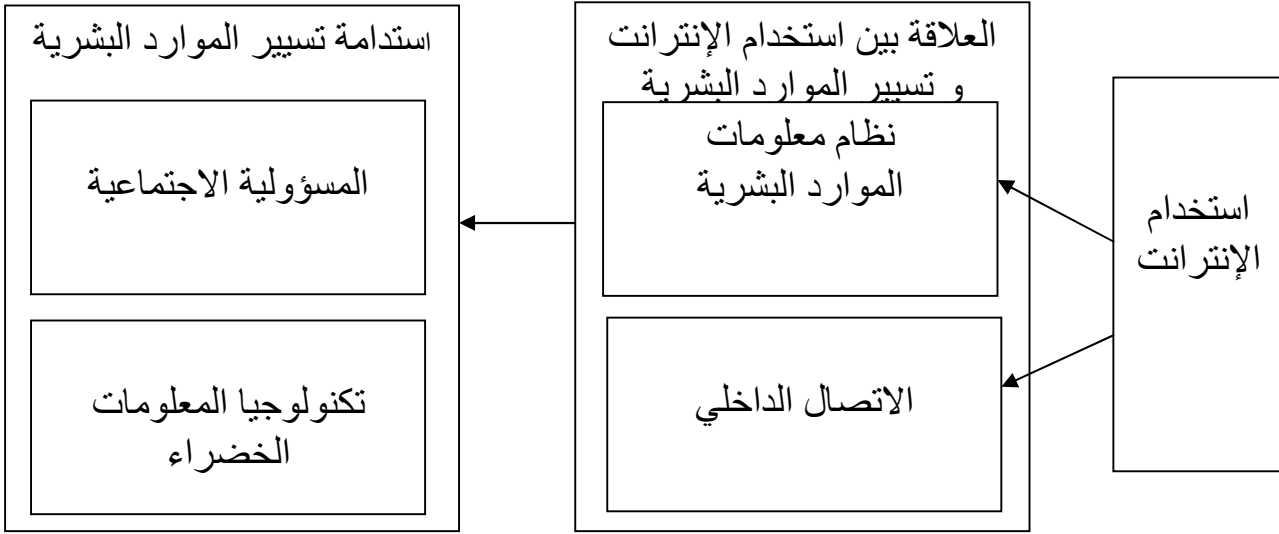 استخدام
الإنترانت
العلاقة بين استخدام الإنترانت
و تسيير الموارد البشرية
نظام معلومات
الموارد البشرية
الاتصال الداخلي
استدامة تسيير الموارد البشرية
المسؤولية الاجتماعية
تكنولوجيا المعلومات
الخضراء